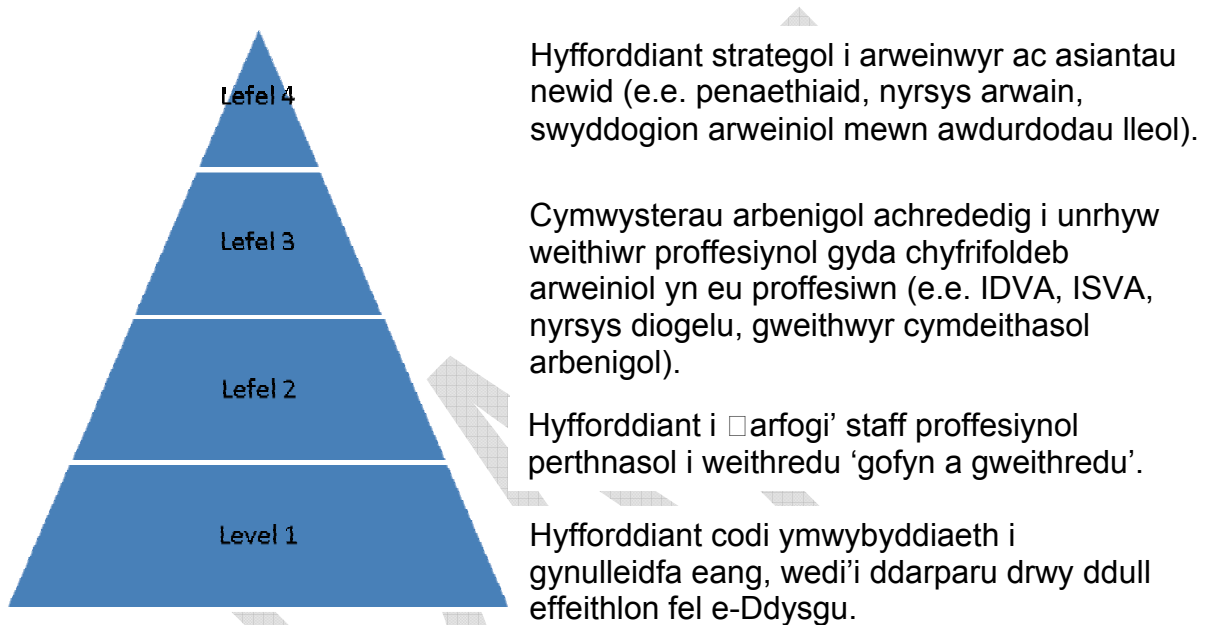 Lefel 4
Hyfforddiant strategol i arweinwyr ac asiantau
newid (e.e. penaethiaid, nyrsys arwain,
swyddogion arweiniol mewn awdurdodau lleol).
Lefel 3
Cymwysterau arbenigol achrededig i unrhyw
weithiwr proffesiynol gyda chyfrifoldeb
arweiniol yn eu proffesiwn (e.e. IDVA, ISVA,
nyrsys diogelu, gweithwyr cymdeithasol
arbenigol).
Lefel 2
Hyfforddiant i □arfogi’ staff proffesiynol
perthnasol i weithredu ‘gofyn a gweithredu’.
Level 1
Hyfforddiant codi ymwybyddiaeth i
gynulleidfa eang, wedi’i ddarparu drwy ddull
effeithlon fel e-Ddysgu.